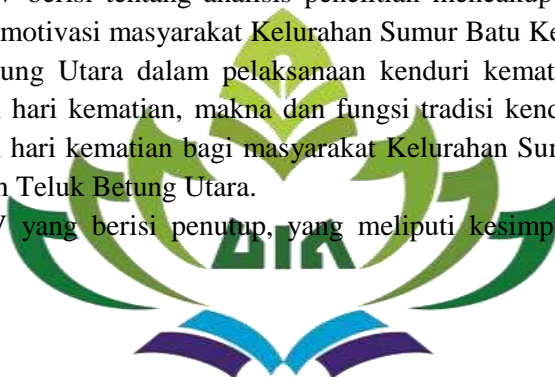 berisi tentang analisis penelitian mencakup
motivasi masyarakat Kelurahan Sumur Batu Ke
ung Utara dalam pelaksanaan kenduri kemat
hari kematian, makna dan fungsi tradisi kend
hari kematian bagi masyarakat Kelurahan Sun
n Teluk Betung Utara.
V yang berisi penutup, yang meliputi kesimp